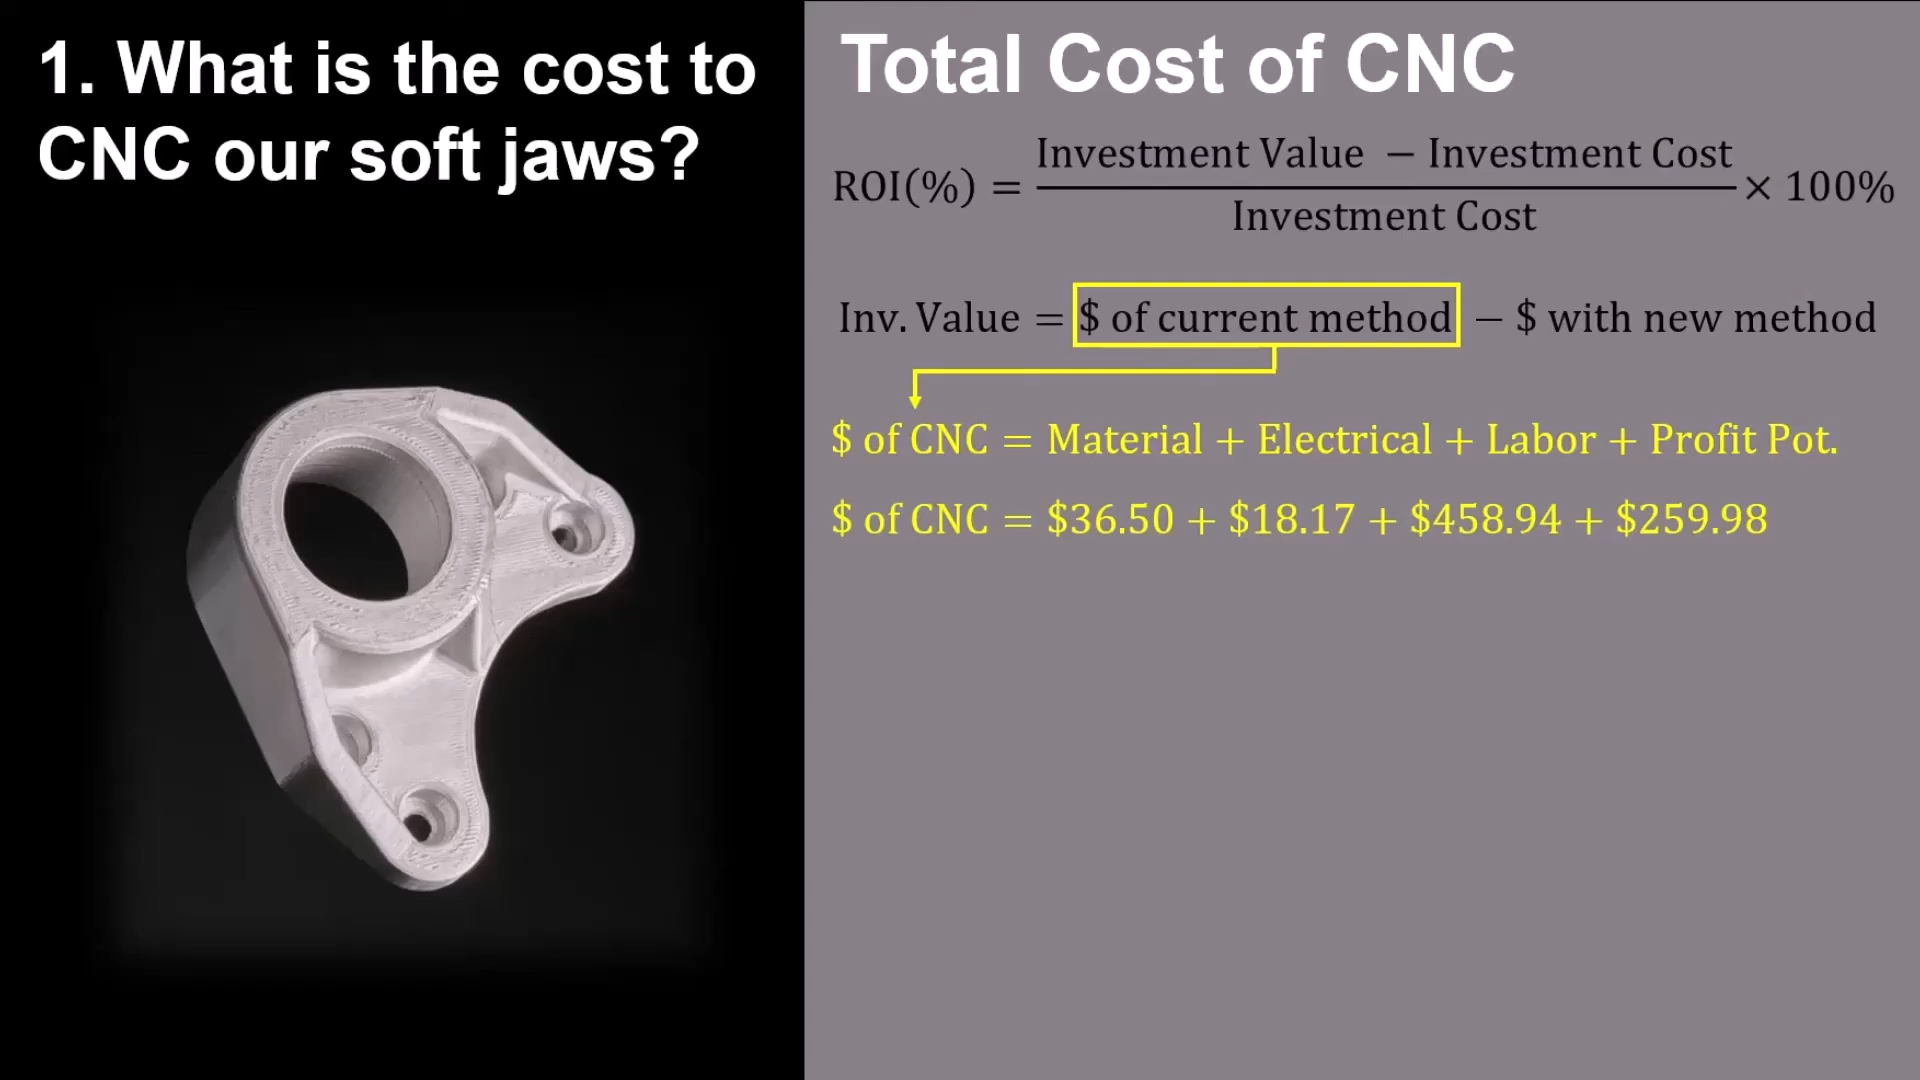 1. What is the cost to
CNC our soft jaws?
Total Cost of CNC
ROI(%) = (Investment Value − Investment Cost) / Investment Cost × 100%
Inv. Value = $ of current method − $ with new method
$ of CNC = Material + Electrical + Labor + Profit Pot.
$ of CNC = $36.50 + $18.17 + $458.94 + $259.98